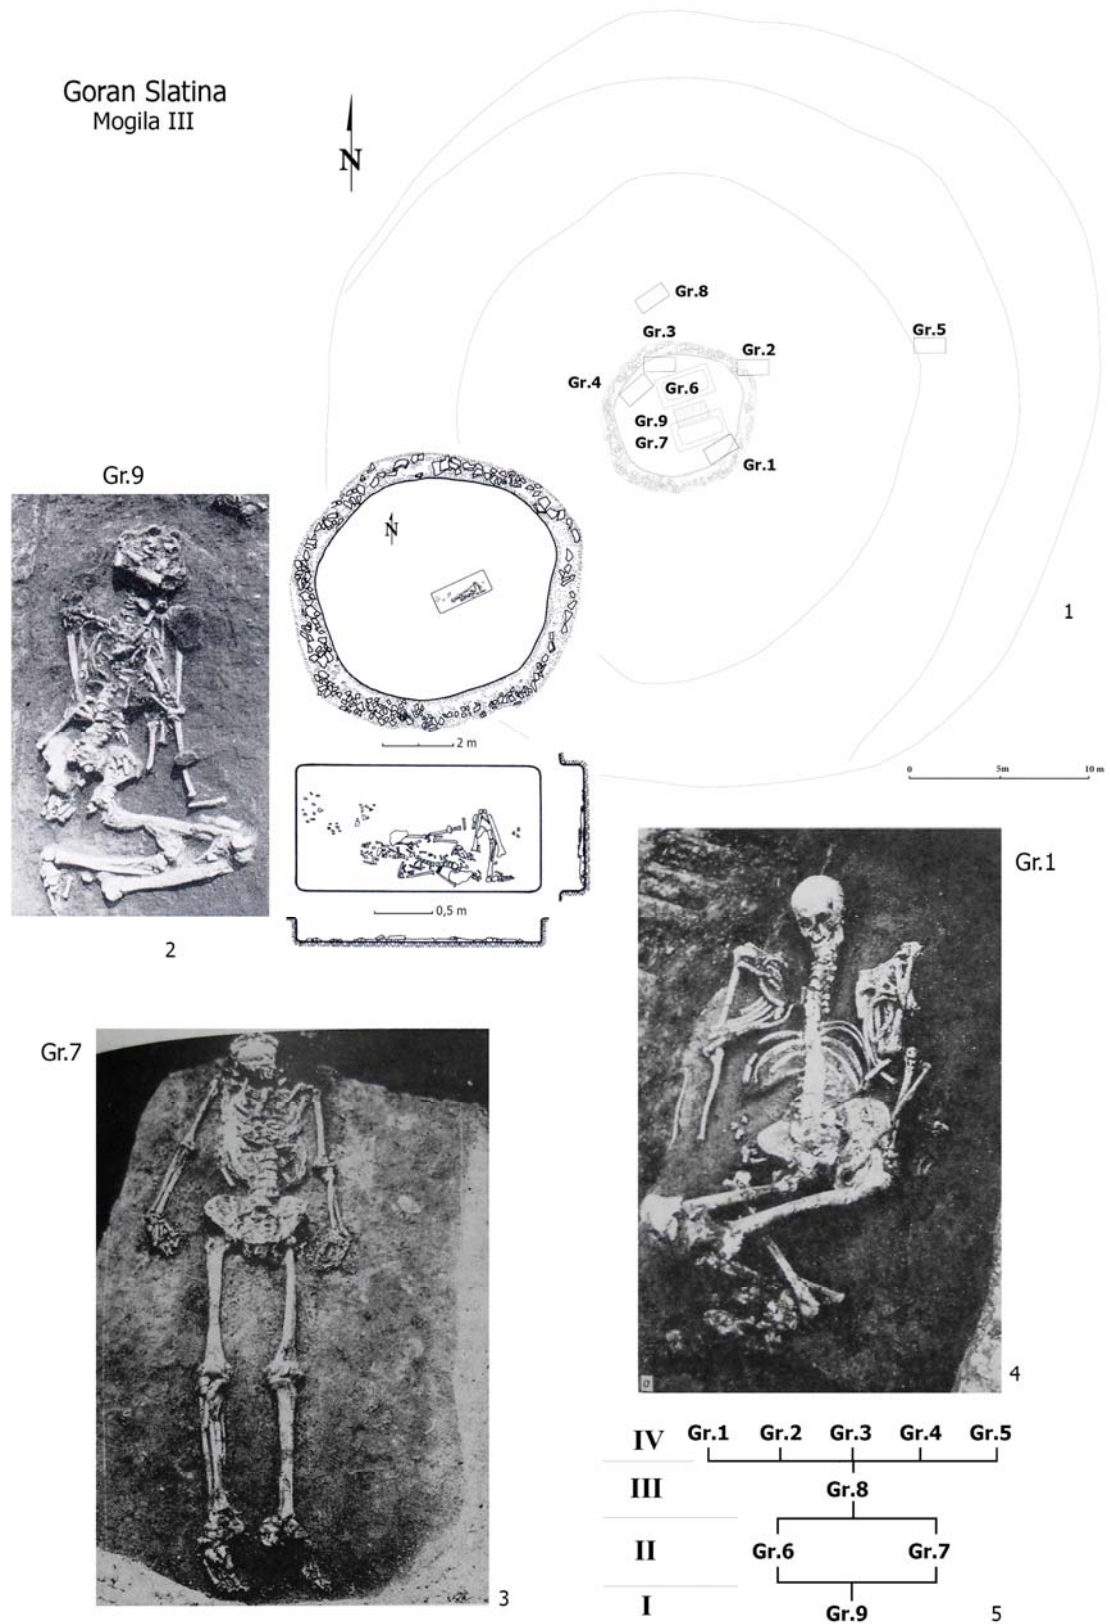 Goran Slatina
Mogila III
N
Gr.8
Gr.3
Gr.5
Gr.2
Gr.4
Gr.6
Gr.9
Gr.7
Gr.1
Gr.9
N
1
2 m
0 5m 10 m
0,5 m
Gr.1
2
Gr.7
a
4
3
IV Gr.1 Gr.2 Gr.3 Gr.4 Gr.5
III Gr.8
II Gr.6 Gr.7
I Gr.9
5